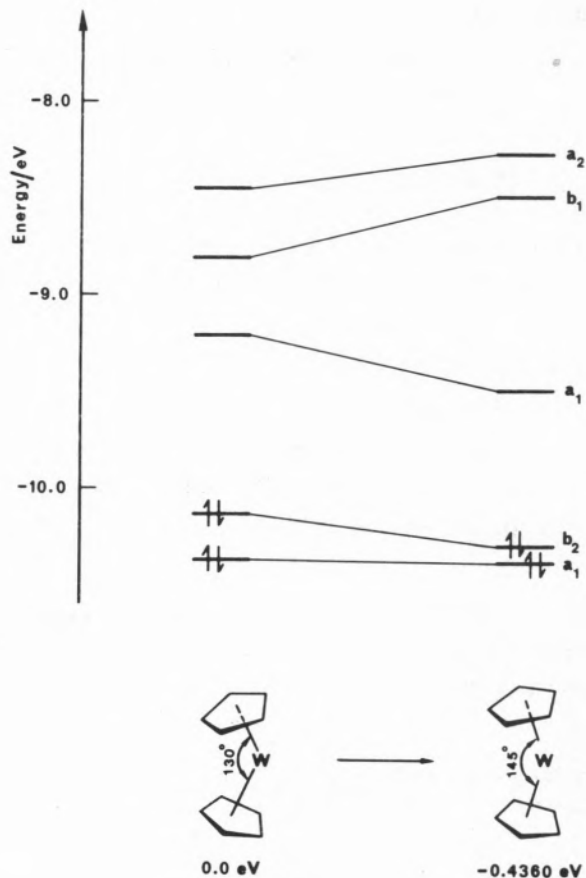 Energy/eV
-8.0
-9.0
-10.0
a₂
b₁
a₁
b₂
a₁
130°
W
145°
W
0.0 eV
-0.4360 eV